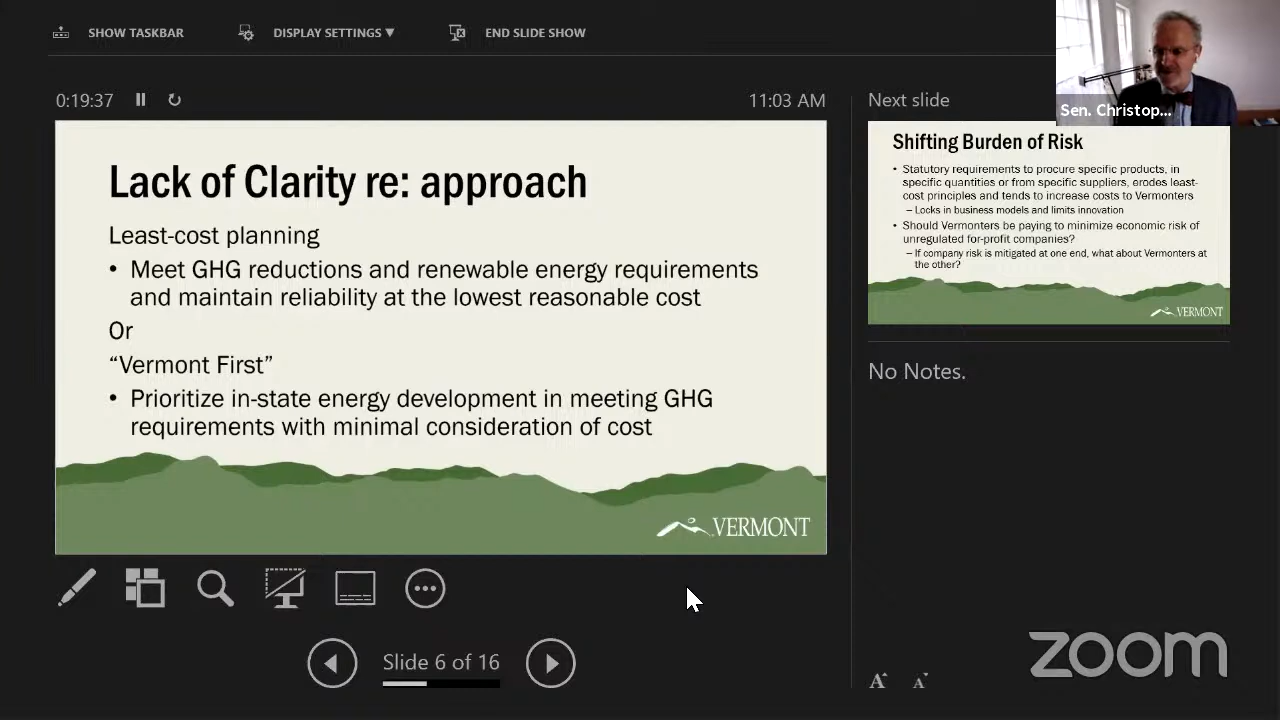 SHOW TASKBAR
DISPLAY SETTINGS ▼
END SLIDE SHOW
0:19:37
11:03 AM
Lack of Clarity re: approach
Least-cost planning
• Meet GHG reductions and renewable energy requirements
and maintain reliability at the lowest reasonable cost
Or
“Vermont First”
• Prioritize in-state energy development in meeting GHG
requirements with minimal consideration of cost
VERMONT
Slide 6 of 16
Next slide
Sen. Christop...
Shifting Burden of Risk
• Statutory requirements to procure specific products, in
specific quantities or from specific suppliers, erodes least-
cost principles and tends to increase costs to Vermonters
– Locks in business models and limits innovation
• Should Vermonters be paying to minimize economic risk of
unregulated for-profit companies?
– If company risk is mitigated at one end, what about Vermonters at
the other?
VERMONT
No Notes.
A A
zoom